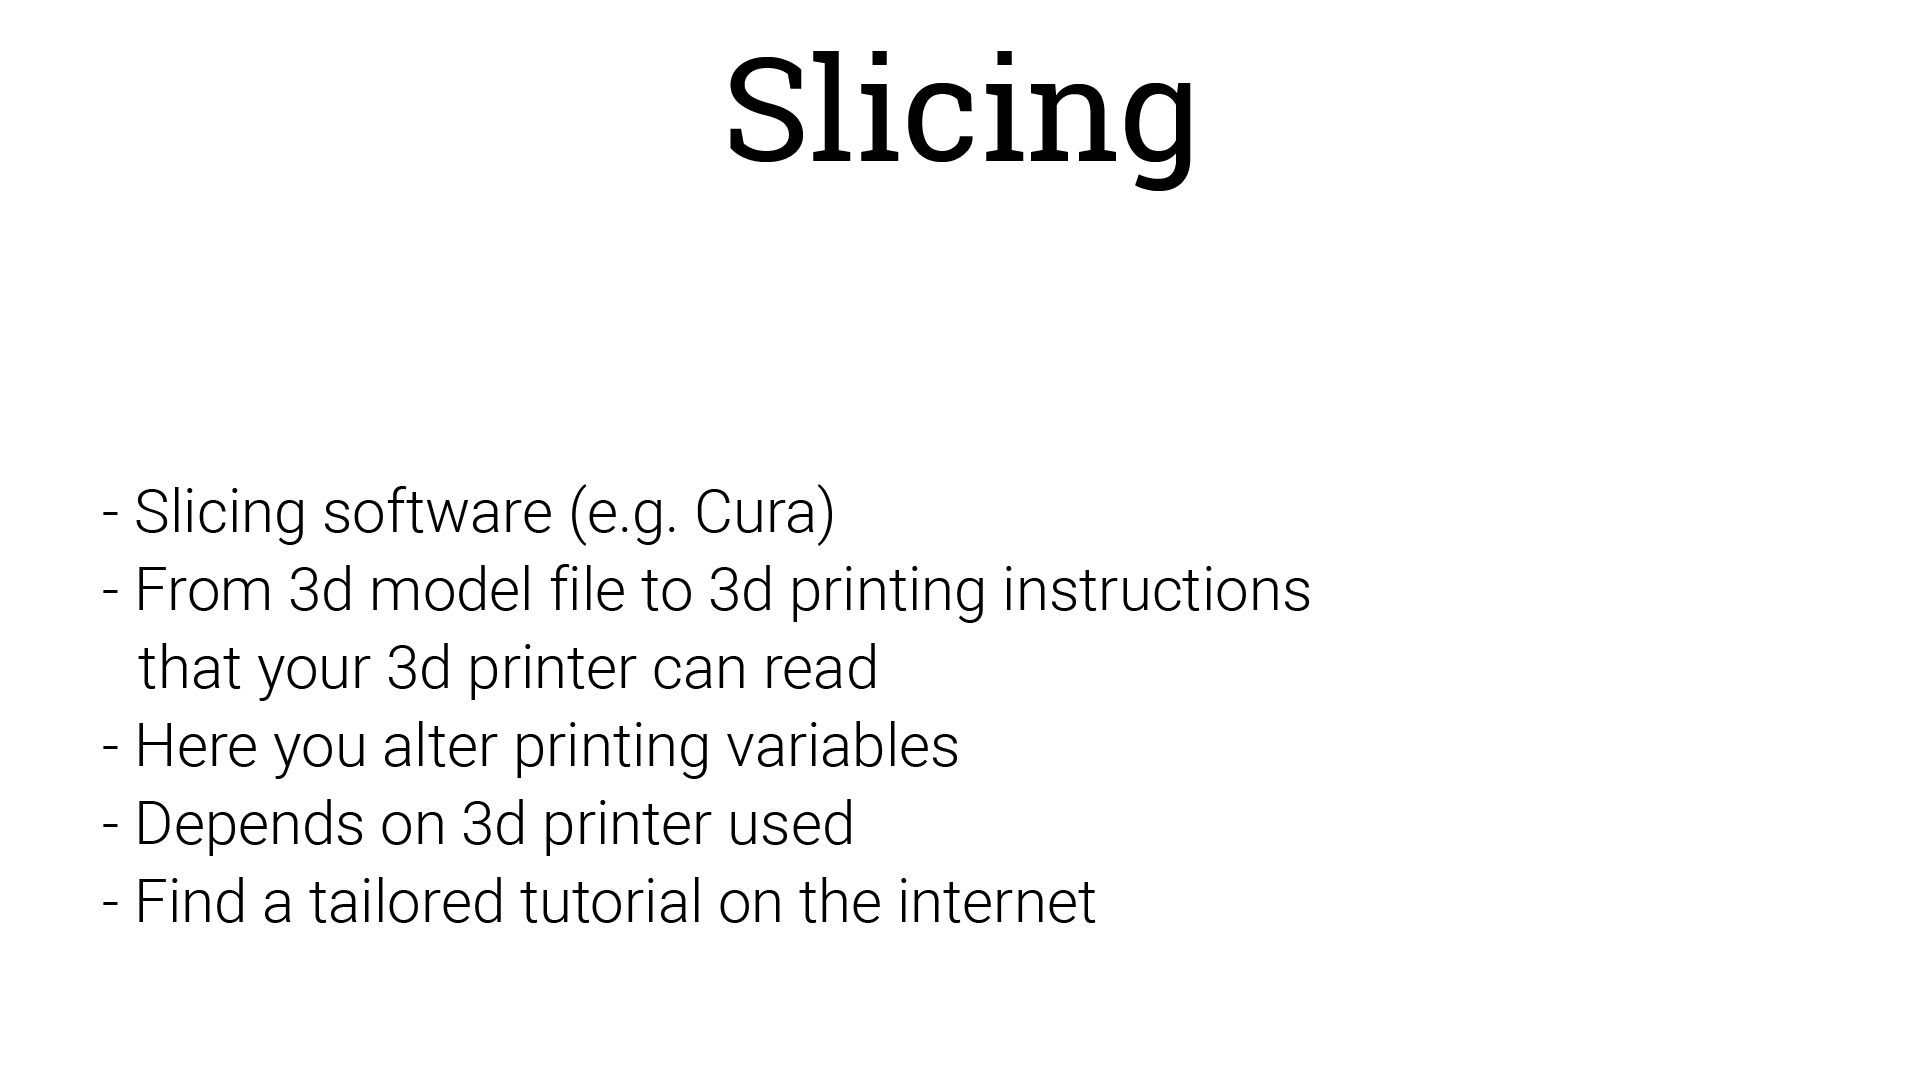 Slicing
- Slicing software (e.g. Cura)
- From 3d model file to 3d printing instructions
that your 3d printer can read
- Here you alter printing variables
- Depends on 3d printer used
- Find a tailored tutorial on the internet